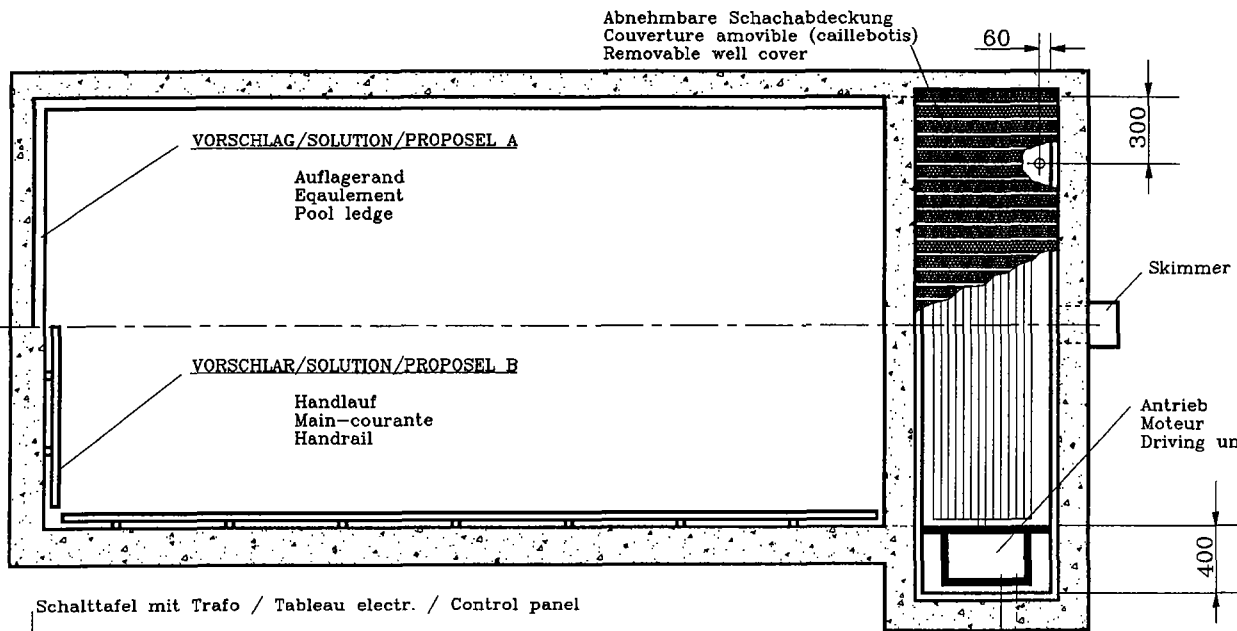 Abnehmbare Schachabdeckung
Couverture amovible (caillebotis)
Removable well cover
60
300
VORSCHLAG/SOLUTION/PROPOSEL A
Auflagerand
Eqaulement
Pool ledge
Skimmer
VORSCHLAR/SOLUTION/PROPOSEL B
Handlauf
Main-courante
Handrail
Antrieb
Moteur
Driving un
400
Schalttafel mit Trafo / Tableau electr. / Control panel